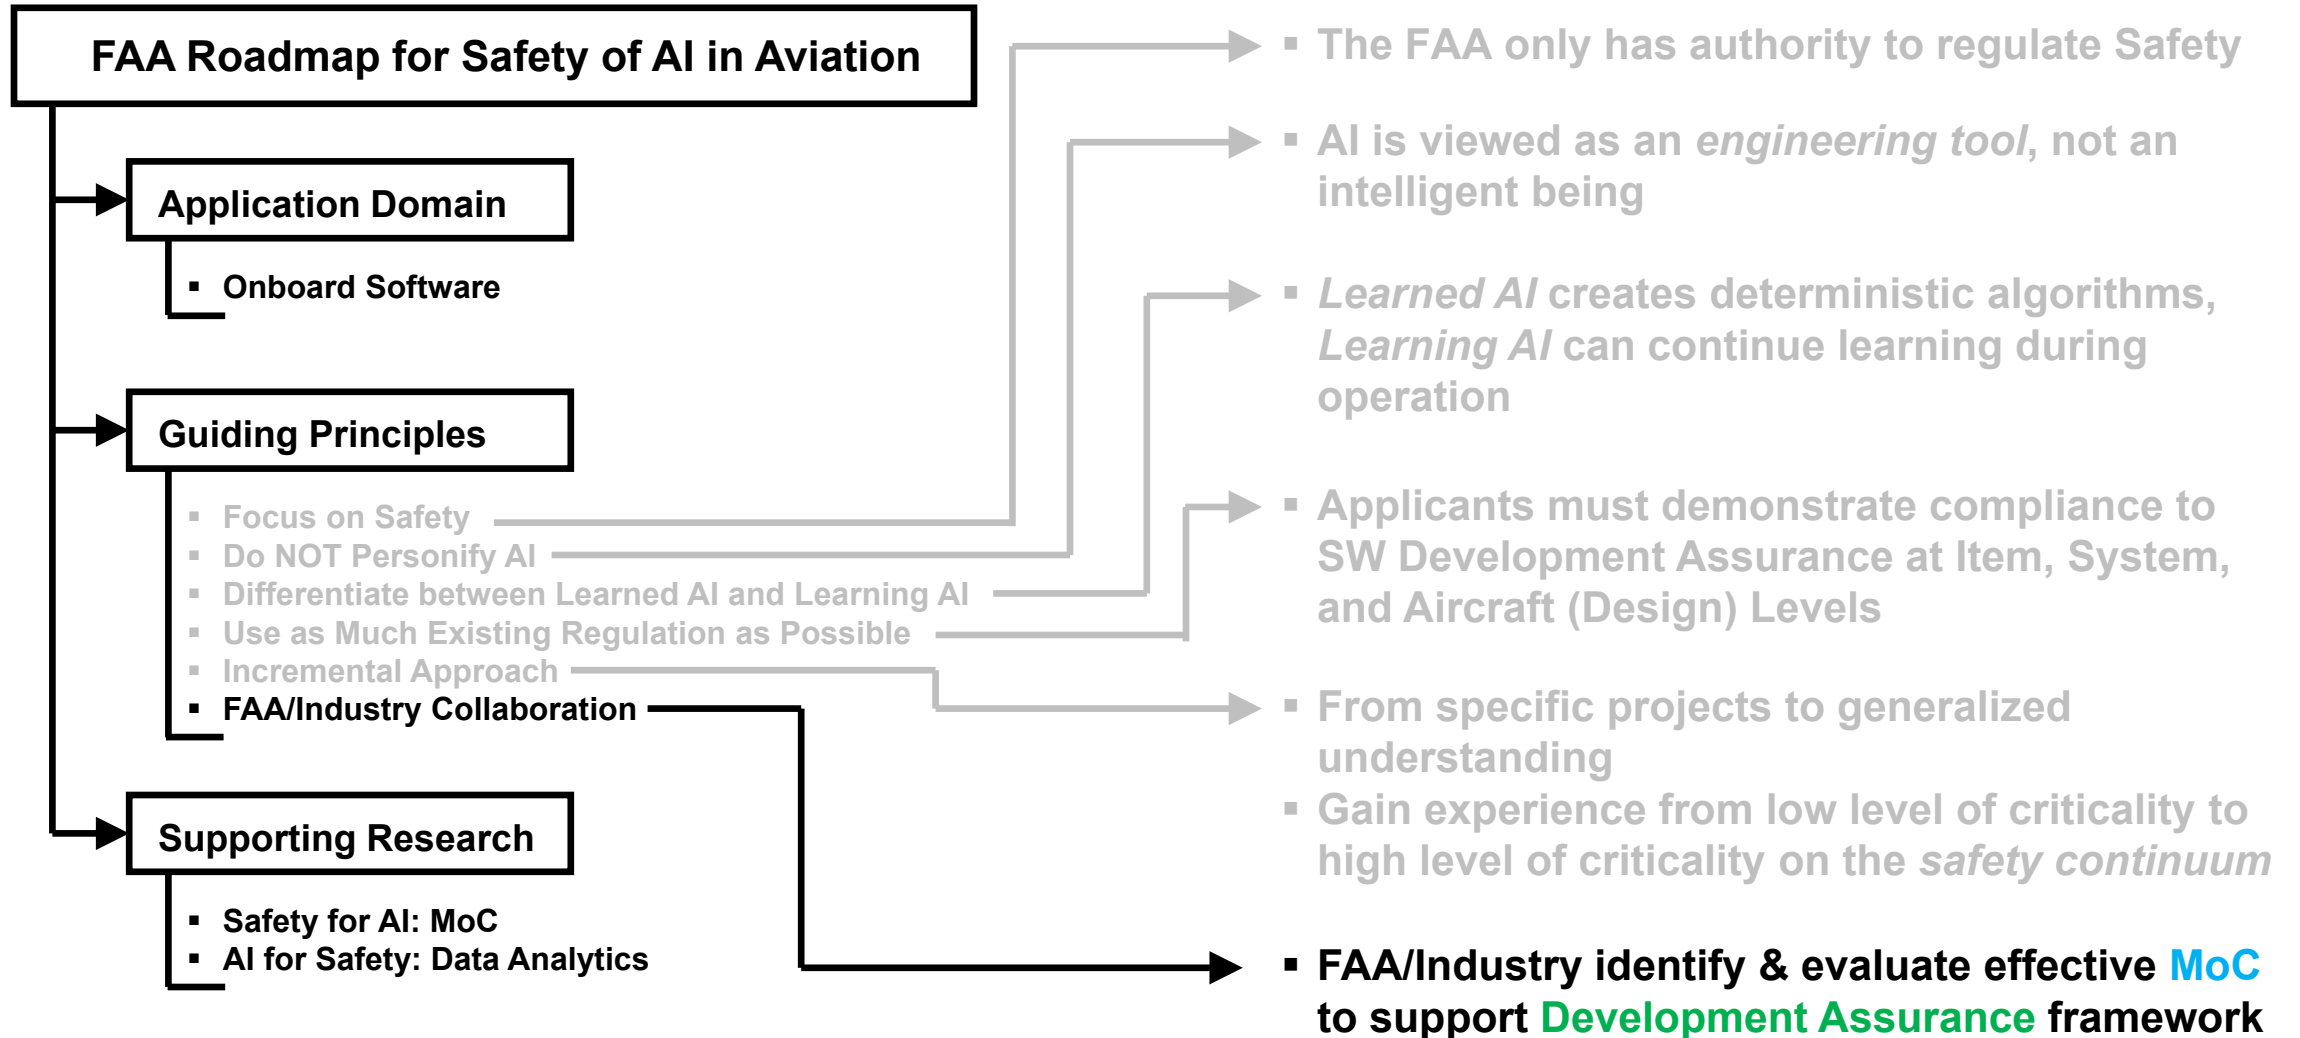 FAA Roadmap for Safety of AI in Aviation
Application Domain
▪ Onboard Software
Guiding Principles
▪ Focus on Safety
▪ Do NOT Personify AI
▪ Differentiate between Learned AI and Learning AI
▪ Use as Much Existing Regulation as Possible
▪ Incremental Approach
▪ FAA/Industry Collaboration
Supporting Research
▪ Safety for AI: MoC
▪ AI for Safety: Data Analytics
▪ The FAA only has authority to regulate Safety
▪ AI is viewed as an engineering tool, not an
intelligent being
▪ Learned AI creates deterministic algorithms,
Learning AI can continue learning during
operation
▪ Applicants must demonstrate compliance to
SW Development Assurance at Item, System,
and Aircraft (Design) Levels
▪ From specific projects to generalized
understanding
▪ Gain experience from low level of criticality to
high level of criticality on the safety continuum
▪ FAA/Industry identify & evaluate effective MoC
to support Development Assurance framework